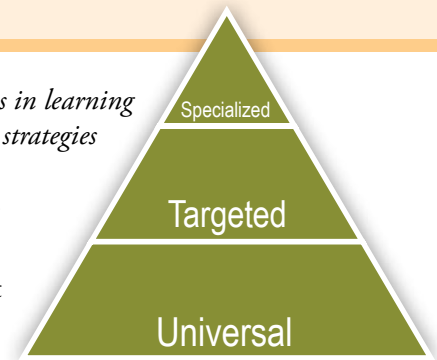 s in learning
strategies
t
Specialized
Targeted
Universal